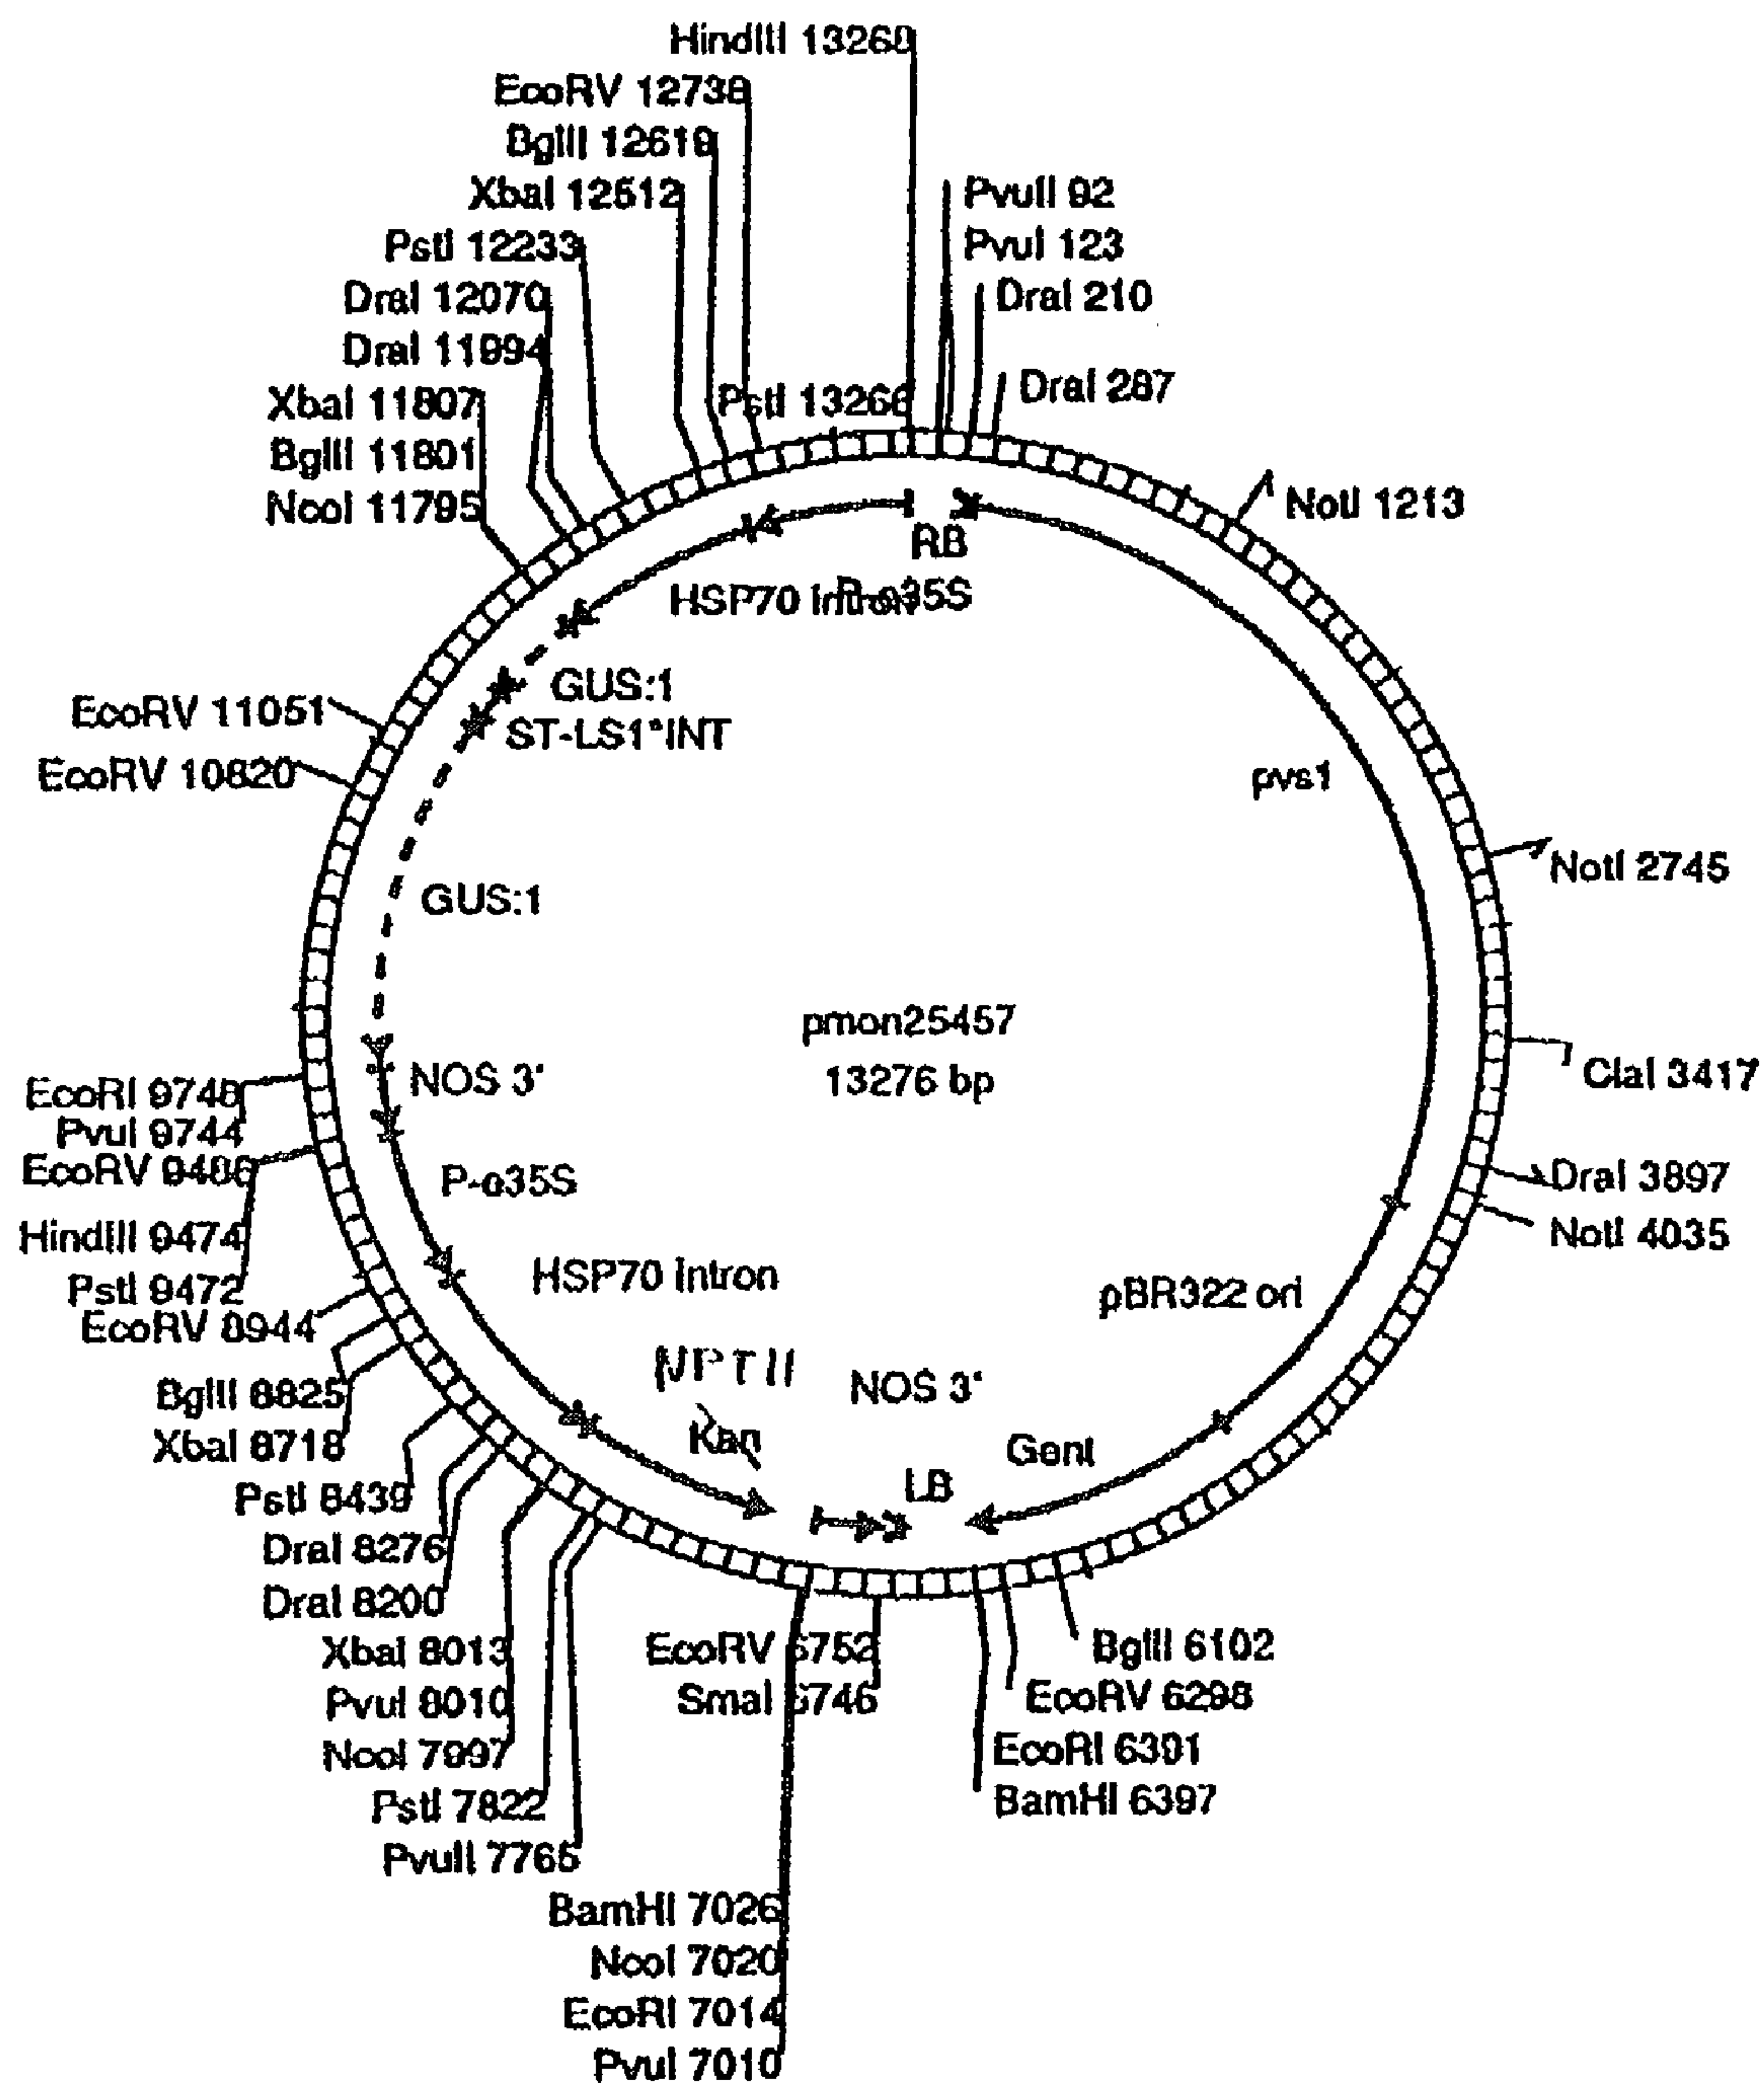 HindIII 13260
EcoRV 12738
BglII 12619
XbaI 12512
PstI 12233
DraI 12070
DraI 11994
XbaI 11807
BglII 11801
NcoI 11795
PstI 13266
PvuII 92
PvuI 123
DraI 210
DraI 287
NotI 1213
RB
HSP70 Intron
P-e35S
GUS:1
ST-LS1*INT
EcoRV 11051
EcoRV 10820
pvs1
NotI 2745
GUS:1
pmon25457
13276 bp
ClaI 3417
NOS 3'
EcoRI 9748
PvuI 9744
EcoRV 9486
HindIII 9474
PstI 9472
EcoRV 8944
P-e35S
DraI 3897
NotI 4035
HSP70 Intron
pBR322 ori
NPTII
NOS 3'
Kan
Gent
LB
BglII 8825
XbaI 8718
PstI 8439
DraI 8276
DraI 8200
XbaI 8013
PvuI 8010
NcoI 7997
PstI 7822
PvuII 7765
EcoRV 6752
SmaI 6746
BglII 6102
EcoRV 6298
EcoRI 6391
BamHI 6397
BamHI 7026
NcoI 7020
EcoRI 7014
PvuI 7010